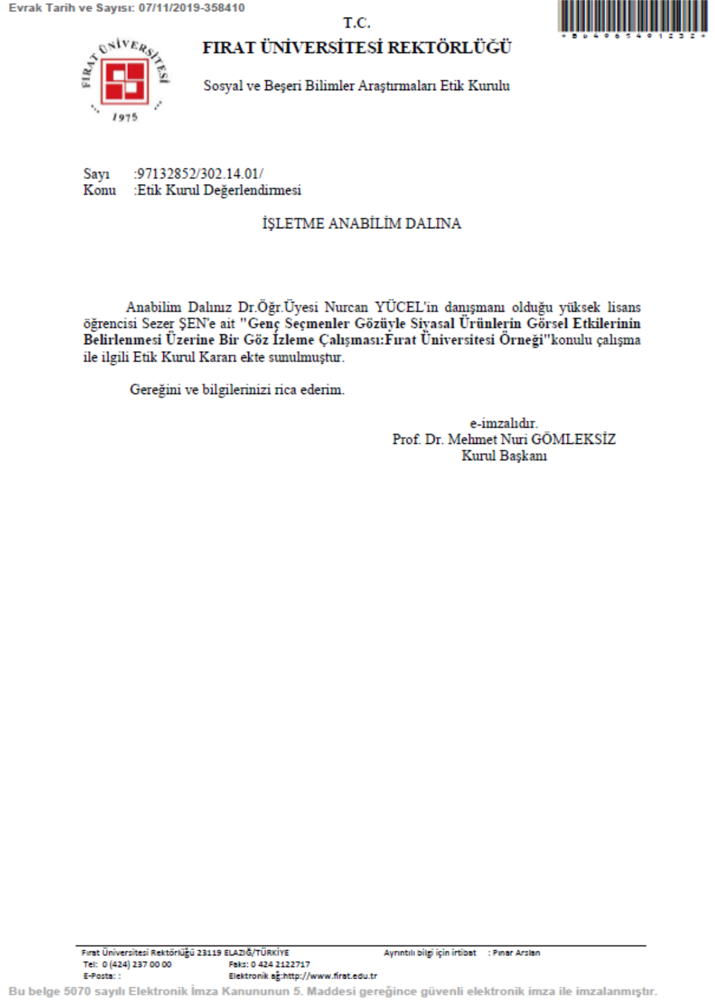 Evrak Tarih ve Sayısı: 07/11/2019-358410
T.C.
FIRAT ÜNİVERSİTESİ REKTÖRLÜĞÜ
Sosyal ve Beşeri Bilimler Araştırmaları Etik Kurulu
FIRAT ÜNİVERSİTESİ
1975
Sayı :97132852/302.14.01/
Konu :Etik Kurul Değerlendirmesi
İŞLETME ANABİLİM DALINA
Anabilim Dalınız Dr.Öğr.Üyesi Nurcan YÜCEL'in danışmanı olduğu yüksek lisans
öğrencisi Sezer ŞEN'e ait "Genç Seçmenler Gözüyle Siyasal Ürünlerin Görsel Etkilerinin
Belirlenmesi Üzerine Bir Göz İzleme Çalışması:Fırat Üniversitesi Örneği"konulu çalışma
ile ilgili Etik Kurul Kararı ekte sunulmuştur.
Gereğini ve bilgilerinizi rica ederim.
e-imzalıdır.
Prof. Dr. Mehmet Nuri GÖMLEKSİZ
Kurul Başkanı
Fırat Üniversitesi Rektörlüğü 23119 ELAZIĞ/TÜRKİYE Ayrıntılı bilgi için irtibat : Pınar Arslan
Tel: 0 (424) 237 00 00 Faks: 0 424 2122717
E-Posta: : Elektronik ağ:http://www.firat.edu.tr
Bu belge 5070 sayılı Elektronik İmza Kanununun 5. Maddesi gereğince güvenli elektronik imza ile imzalanmıştır.